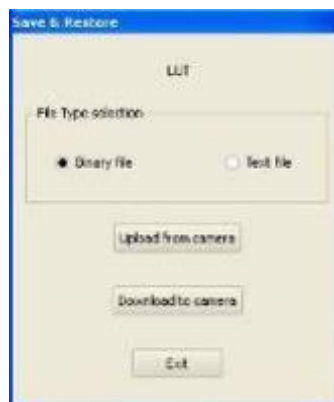 Save & Restore
LUT
File Type selection
Binary file Text file
Upload from camera
Download to camera
Exit